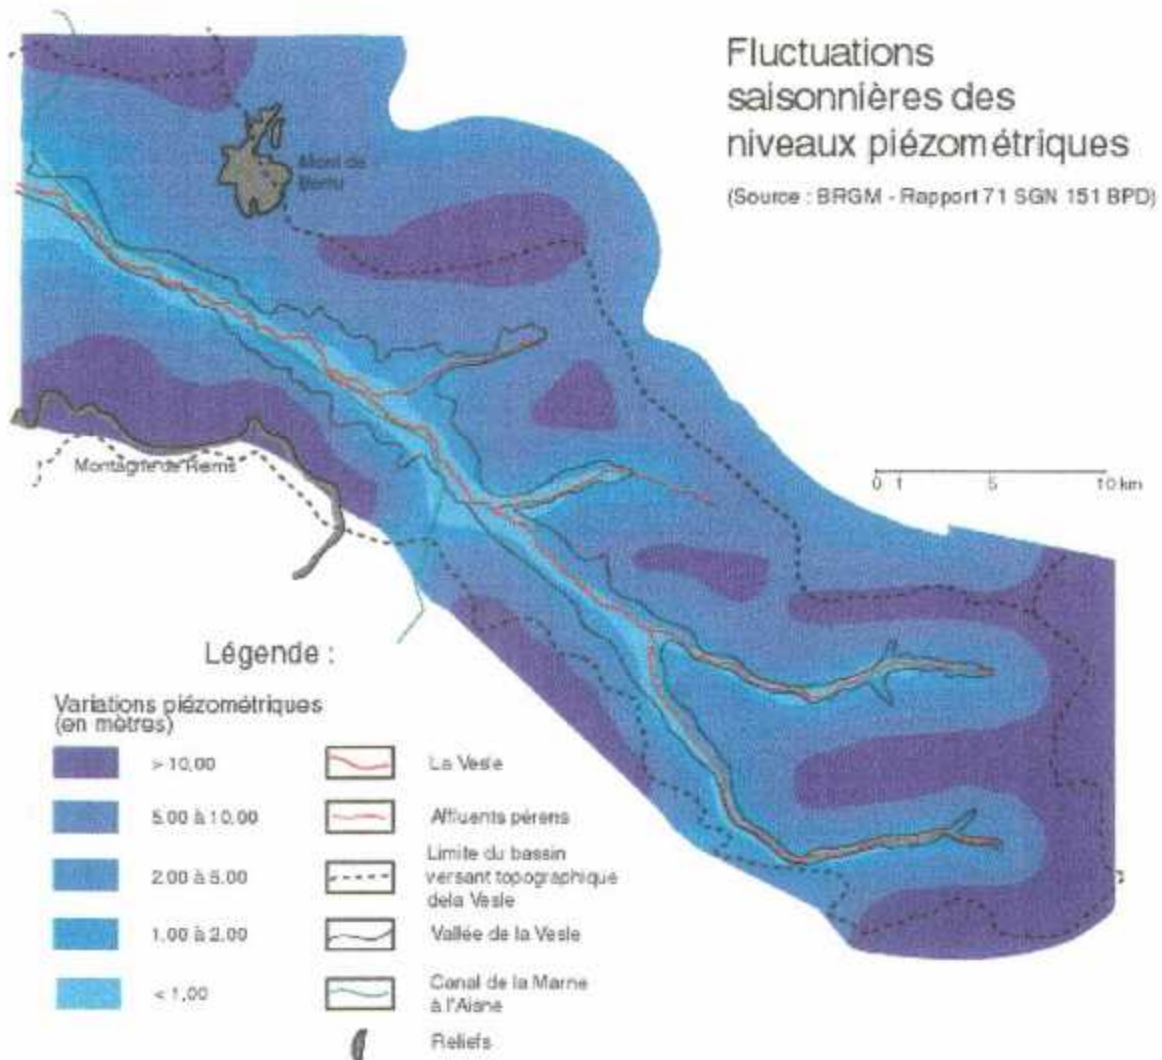 Fluctuations
saisonnières des
niveaux piézométriques
(Source : BRGM - Rapport 71 SGN 151 BPD)
Mont de
Berru
Montagne de Reims
0 1 5 10 km
Légende :
Variations piézométriques
(en mètres)
> 10,00
5.00 à 10,00
2.00 à 5.00
1.00 à 2.00
< 1,00
La Vesle
Affluents pérens
Limite du bassin
versant topographique
dela Vesle
Vallée de la Vesle
Canal de la Marne
à l'Aisne
Reliefs